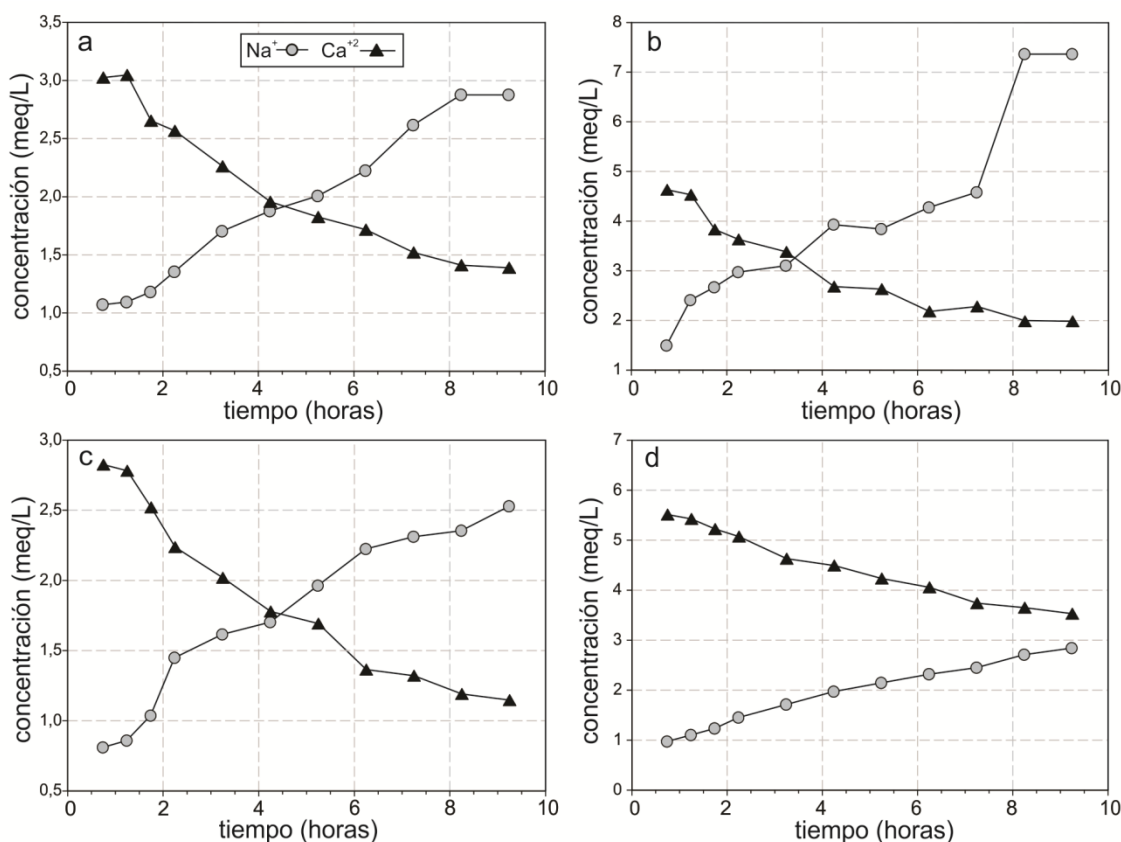 a
Na⁺ Ca⁺²
3,5
3,0
2,5
2,0
1,5
1,0
0,5
concentración (meq/L)
0 2 4 6 8 10
tiempo (horas)
b
8
7
6
5
4
3
2
1
concentración (meq/L)
0 2 4 6 8 10
tiempo (horas)
c
3,0
2,5
2,0
1,5
1,0
0,5
concentración (meq/L)
0 2 4 6 8 10
tiempo (horas)
d
7
6
5
4
3
2
1
0
concentración (meq/L)
0 2 4 6 8 10
tiempo (horas)